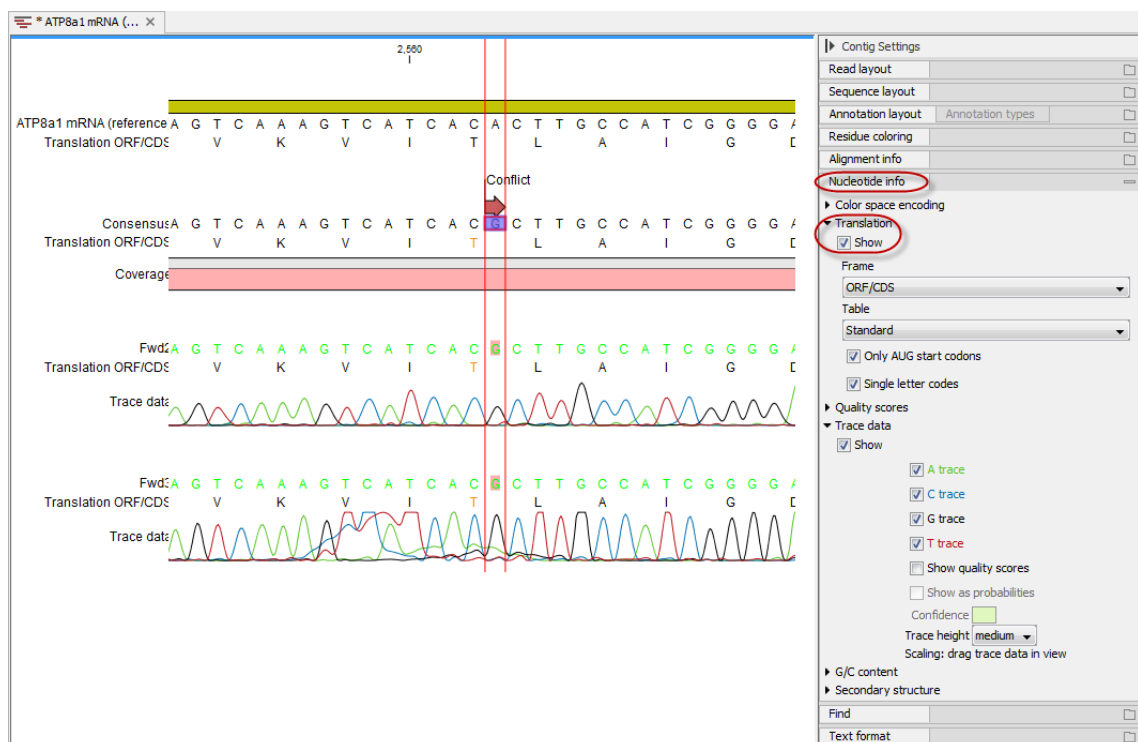 * ATP8a1 mRNA (...
2,560
ATP8a1 mRNA (reference A G T C A A A G T C A T C A C A C T T G C C A T C G G G G A
Translation ORF/CDS V K V I T L A I G D
Conflict
Consensus A G T C A A A G T C A T C A C G C T T G C C A T C G G G G A
Translation ORF/CDS V K V I T L A I G D
Coverage
Fwd2 A G T C A A A G T C A T C A C G C T T G C C A T C G G G G A
Translation ORF/CDS V K V I T L A I G D
Trace data
Fwd3 A G T C A A A G T C A T C A C G C T T G C C A T C G G G G A
Translation ORF/CDS V K V I T L A I G D
Trace data
Contig Settings
Read layout
Sequence layout
Annotation layout Annotation types
Residue coloring
Alignment info
Nucleotide info
Color space encoding
Translation
Show
Frame
ORF/CDS
Table
Standard
Only AUG start codons
Single letter codes
Quality scores
Trace data
Show
A trace
C trace
G trace
T trace
Show quality scores
Show as probabilities
Confidence
Trace height medium
Scaling: drag trace data in view
G/C content
Secondary structure
Find
Text format